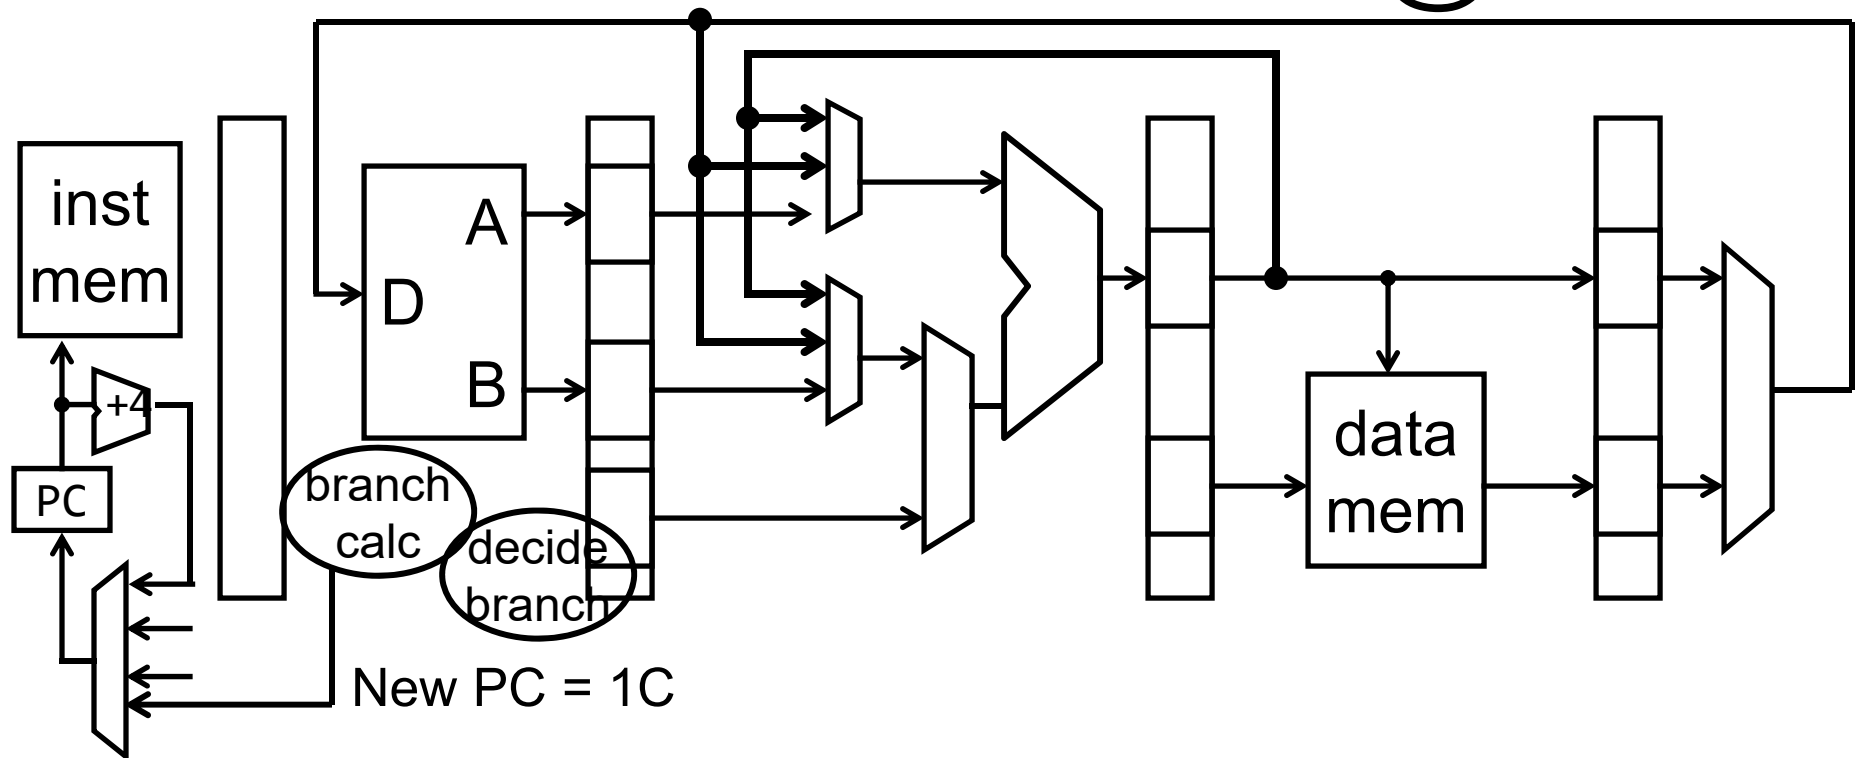 inst
mem
+4
PC
A
D
B
branch
calc
decide
branch
New PC = 1C
data
mem